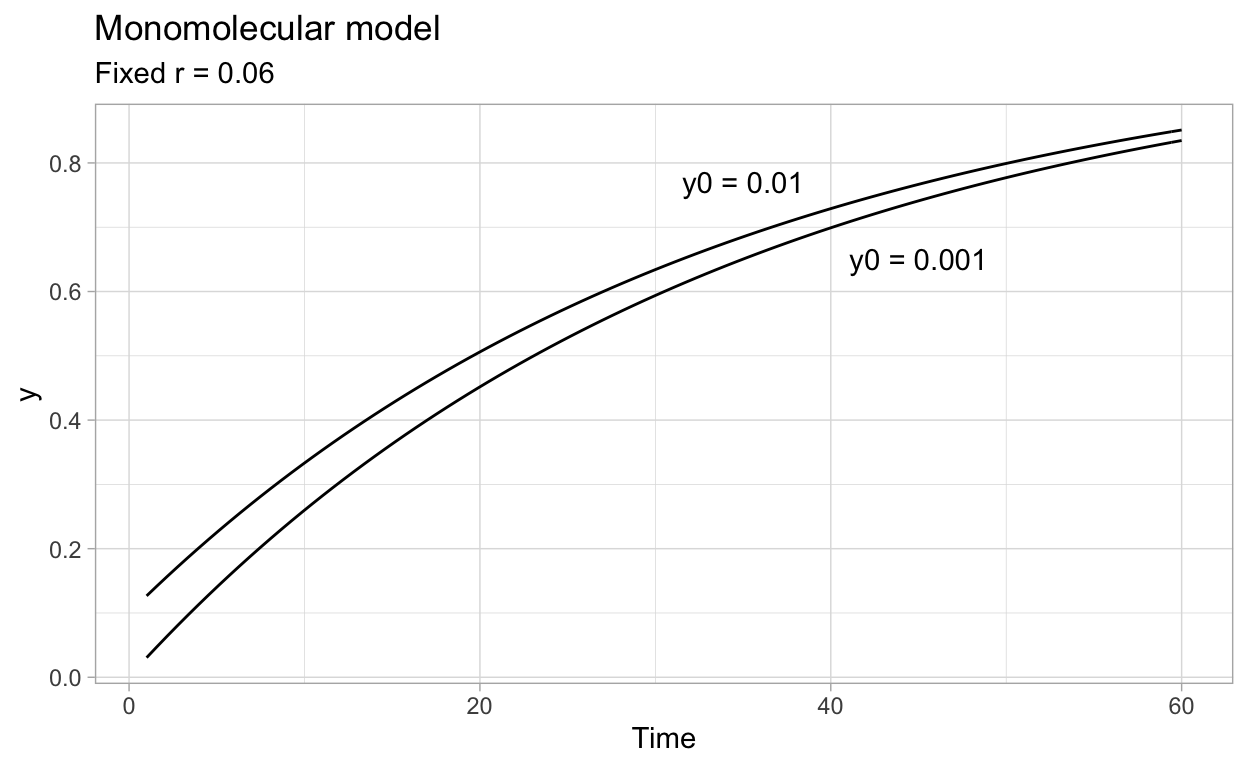 Monomolecular model
Fixed r = 0.06
y0 = 0.01
y0 = 0.001
y
0.8
0.6
0.4
0.2
0.0
0 20 40 60
Time